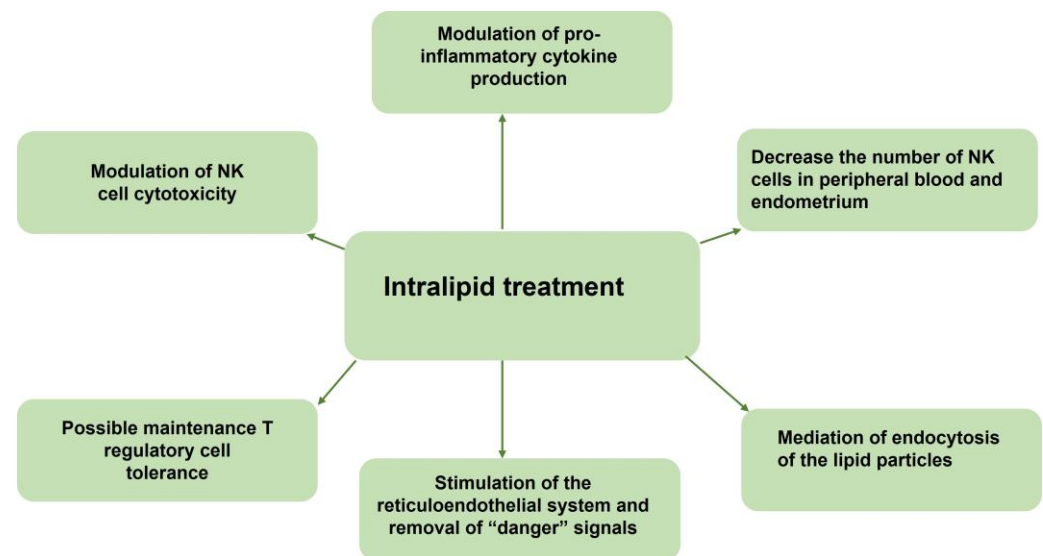 Modulation of pro-
inflammatory cytokine
production
Modulation of NK
cell cytotoxicity
Decrease the number of NK
cells in peripheral blood and
endometrium
Intralipid treatment
Possible maintenance T
regulatory cell
tolerance
Stimulation of the
reticuloendothelial system and
removal of “danger” signals
Mediation of endocytosis
of the lipid particles